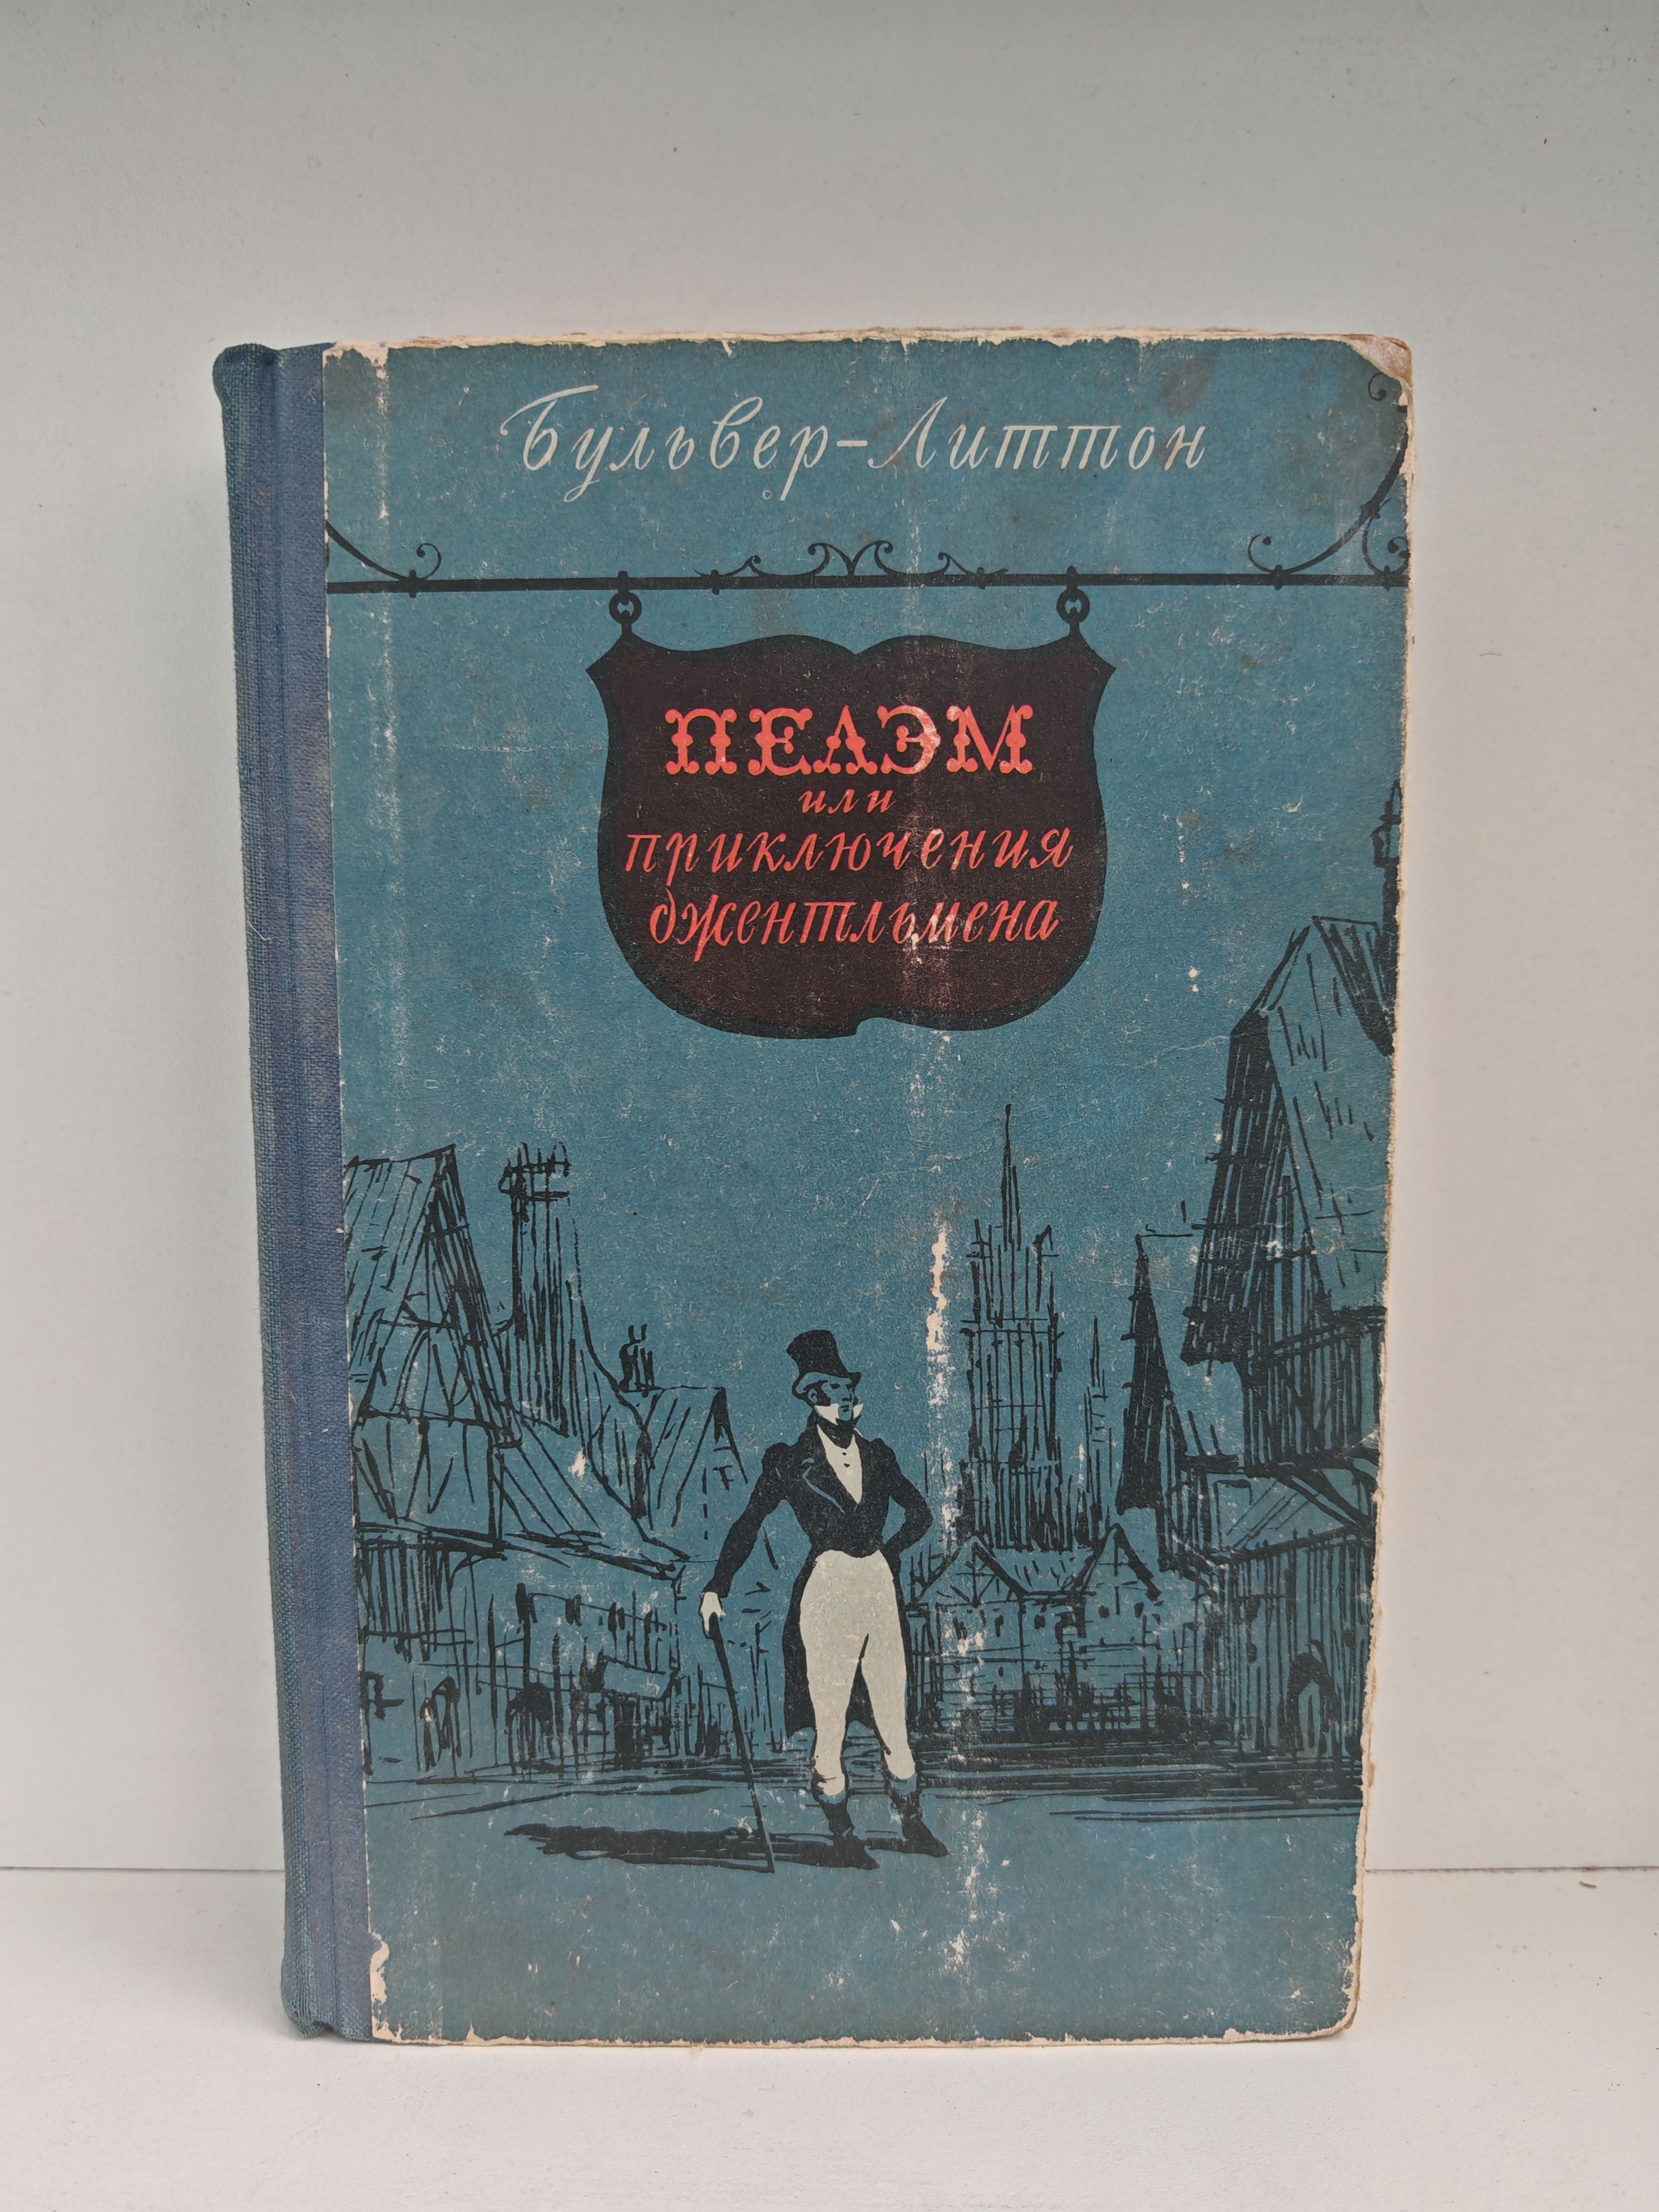 Бульвер-Литтон
ПЕЛЭМ
или
приключения
джентльмена